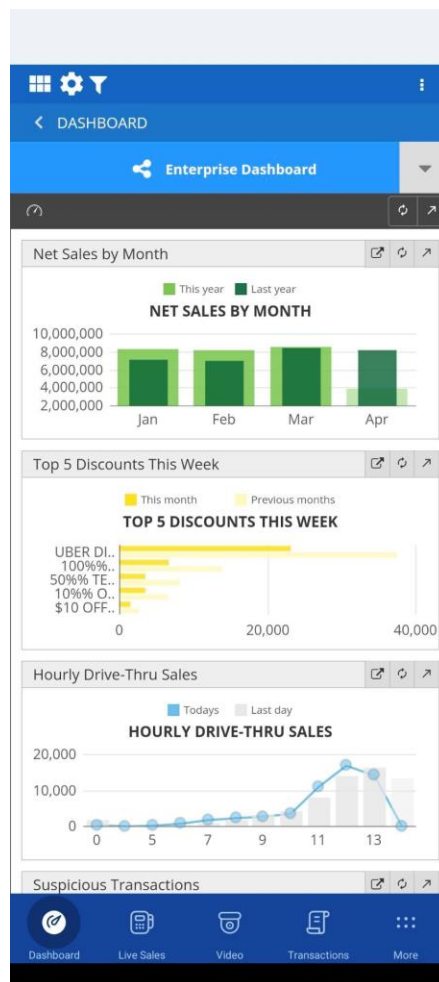 DASHBOARD
Enterprise Dashboard
Net Sales by Month
This year Last year
NET SALES BY MONTH
10,000,000
8,000,000
6,000,000
4,000,000
2,000,000
Jan Feb Mar Apr
Top 5 Discounts This Week
This month Previous months
TOP 5 DISCOUNTS THIS WEEK
UBER DI..
100%%..
50%% TE..
10%% O..
$10 OFF..
0 20,000 40,000
Hourly Drive-Thru Sales
Todays Last day
HOURLY DRIVE-THRU SALES
20,000
10,000
0
0 5 7 9 11 13
Suspicious Transactions
Dashboard Live Sales Video Transactions More